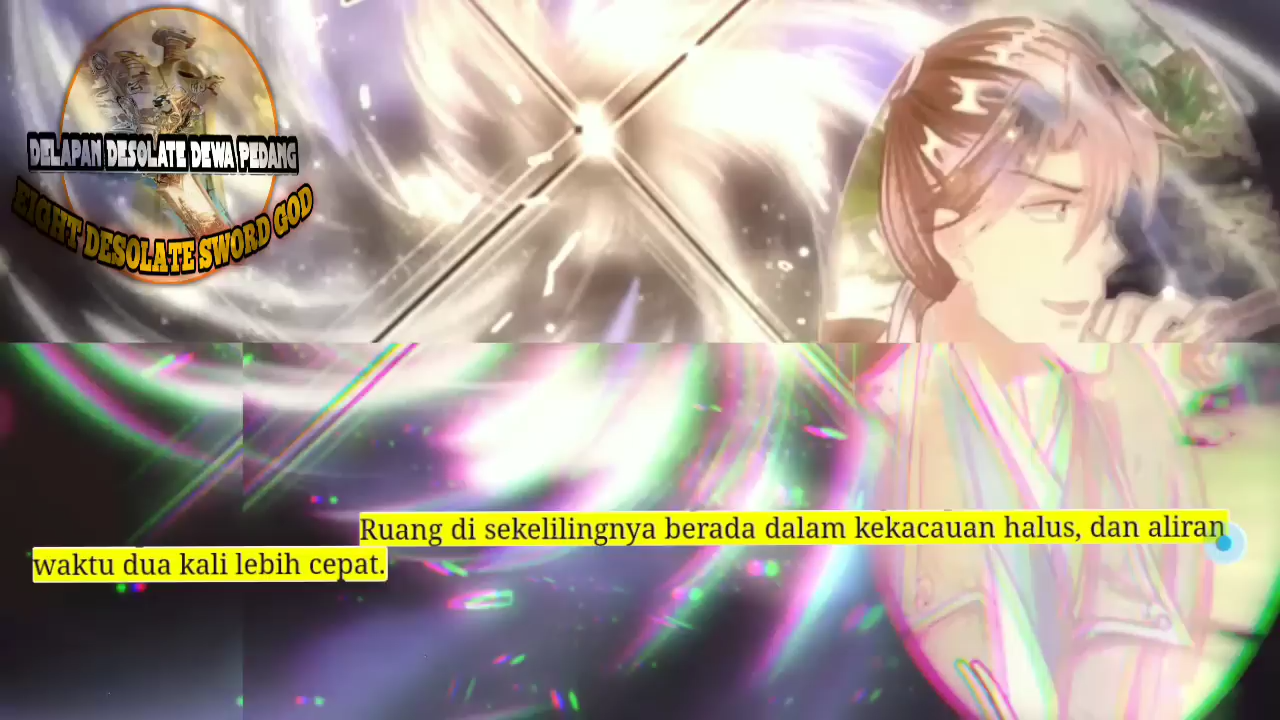 DELAPAN DESOLATE DEWA PEDANG
EIGHT DESOLATE SWORD GOD
Ruang di sekelilingnya berada dalam kekacauan halus, dan aliran
waktu dua kali lebih cepat.